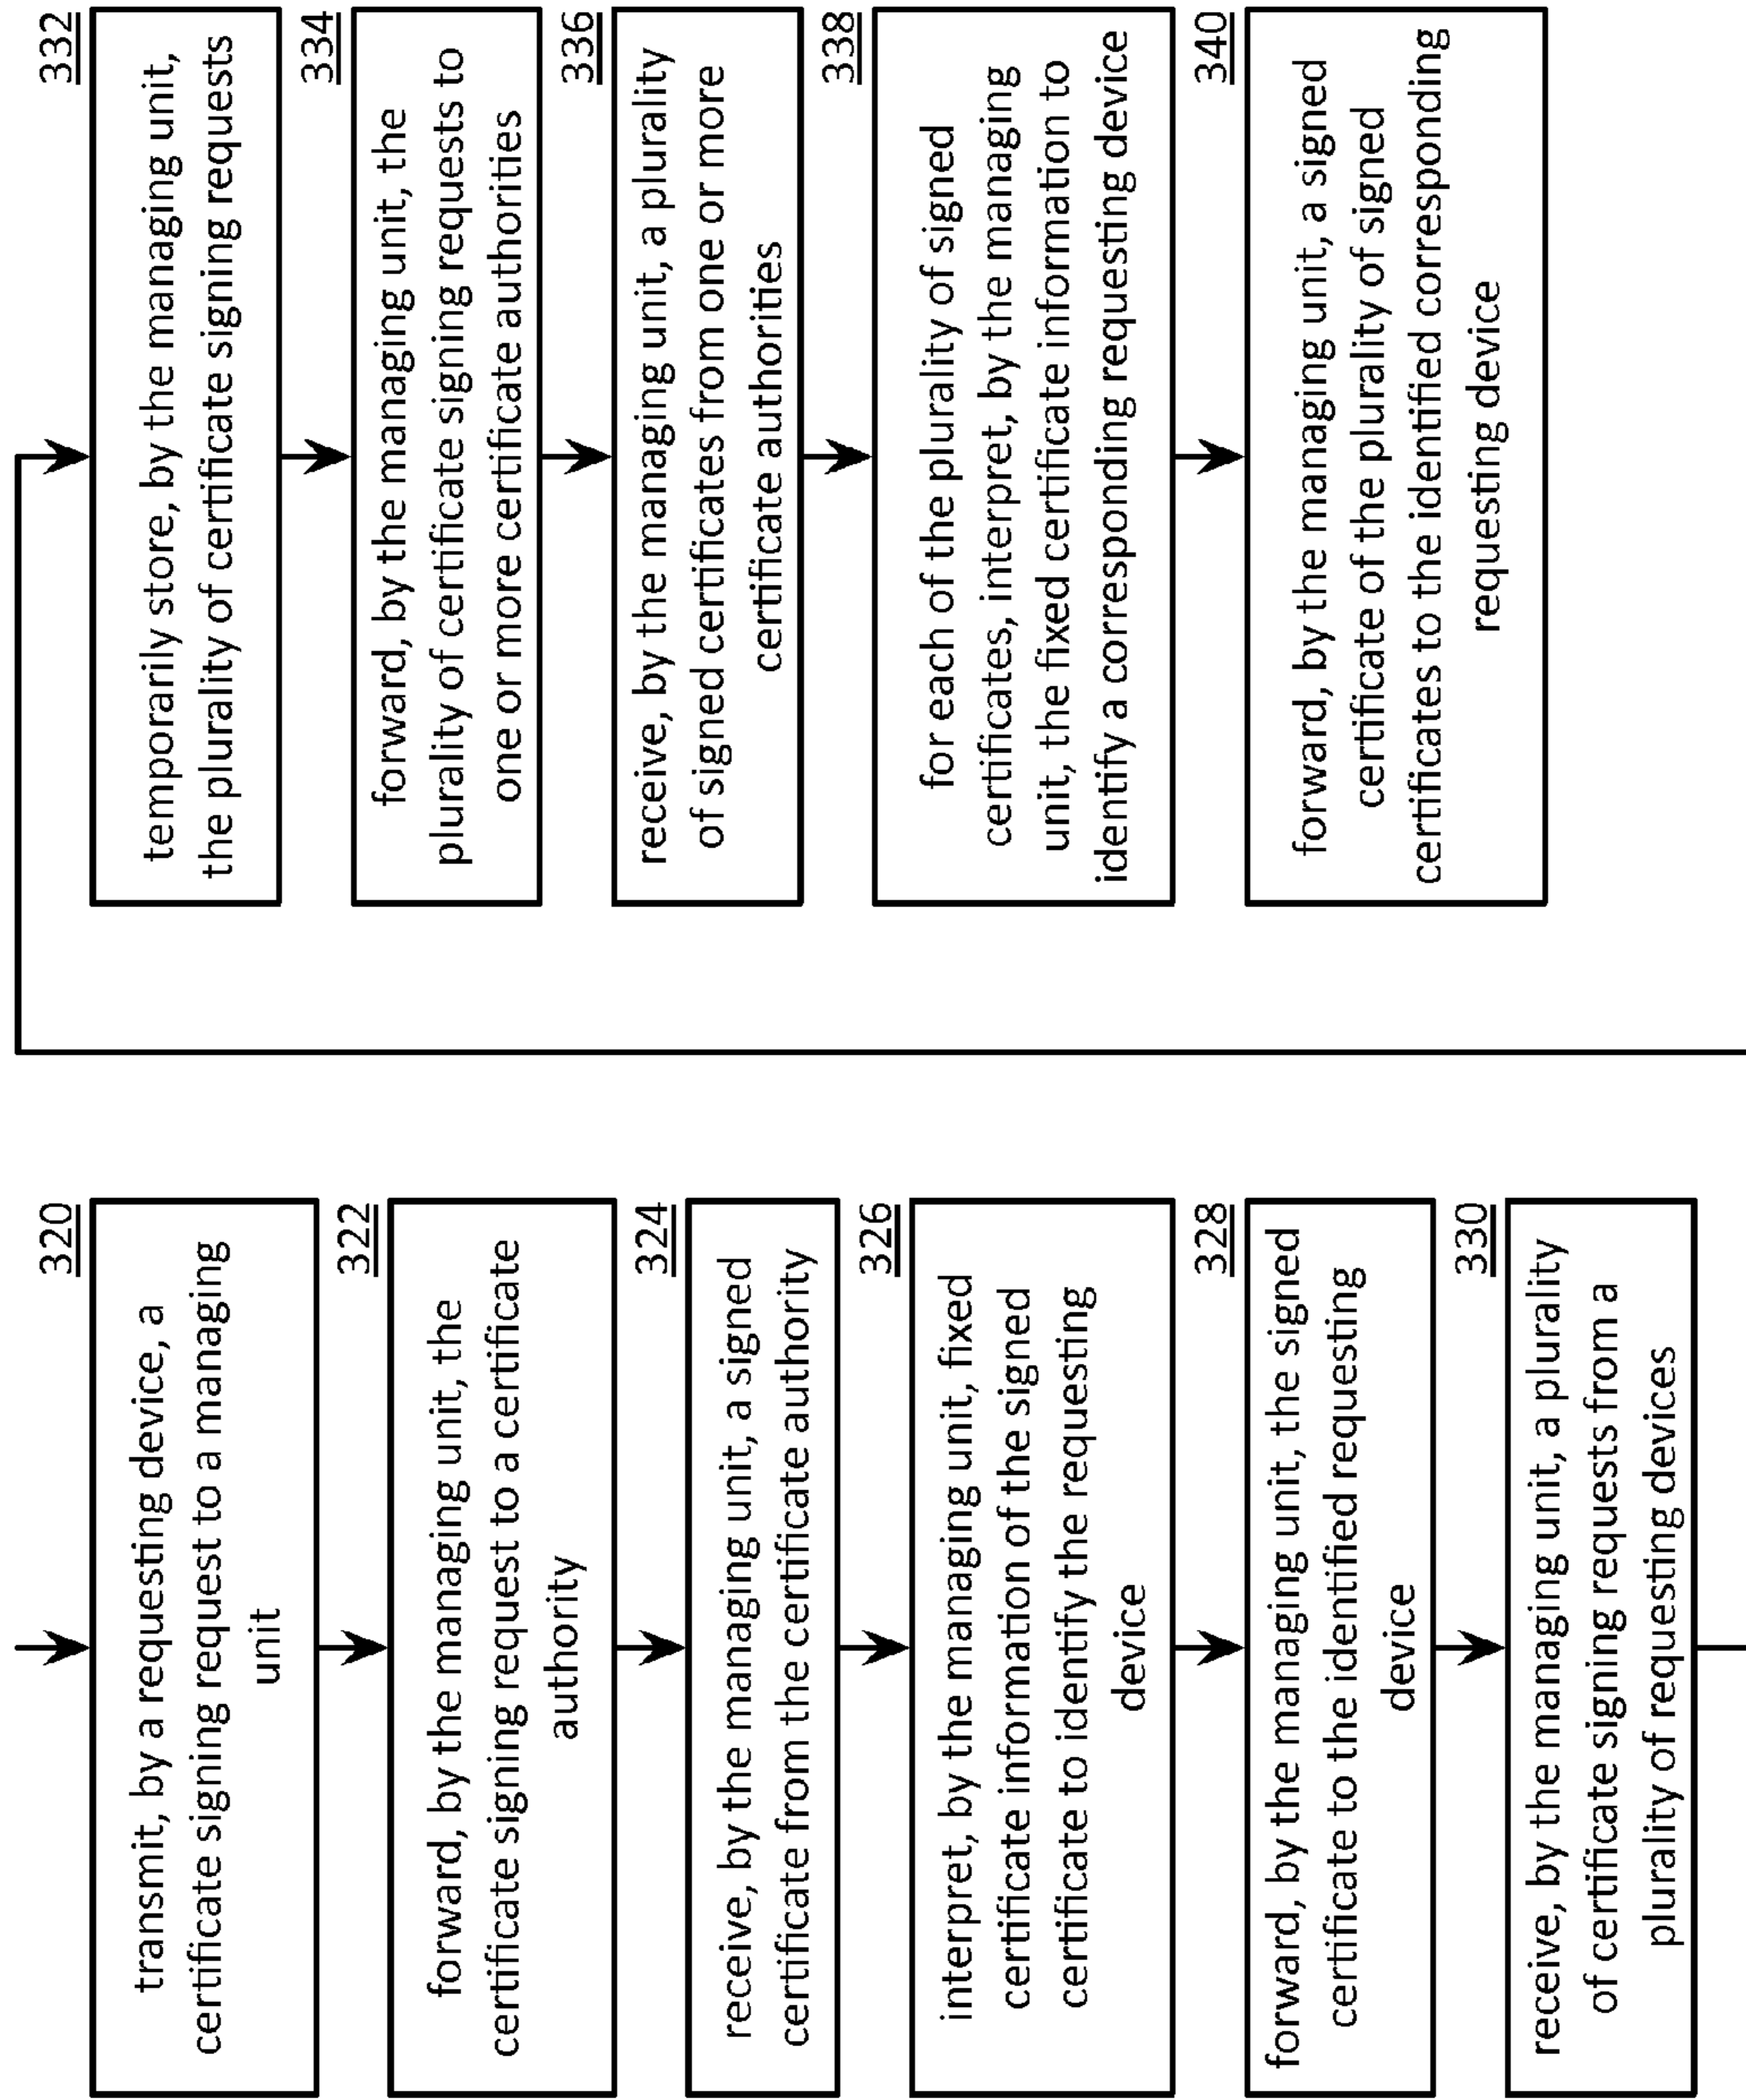 320
transmit, by a requesting device, a
certificate signing request to a managing
unit
322
forward, by the managing unit, the
certificate signing request to a certificate
authority
324
receive, by the managing unit, a signed
certificate from the certificate authority
326
interpret, by the managing unit, fixed
certificate information of the signed
certificate to identify the requesting
device
328
forward, by the managing unit, the signed
certificate to the identified requesting
device
330
receive, by the managing unit, a plurality
of certificate signing requests from a
plurality of requesting devices
332
temporarily store, by the managing unit,
the plurality of certificate signing requests
334
forward, by the managing unit, the
plurality of certificate signing requests to
one or more certificate authorities
336
receive, by the managing unit, a plurality
of signed certificates from one or more
certificate authorities
338
for each of the plurality of signed
certificates, interpret, by the managing
unit, the fixed certificate information to
identify a corresponding requesting device
340
forward, by the managing unit, a signed
certificate of the plurality of signed
certificates to the identified corresponding
requesting device